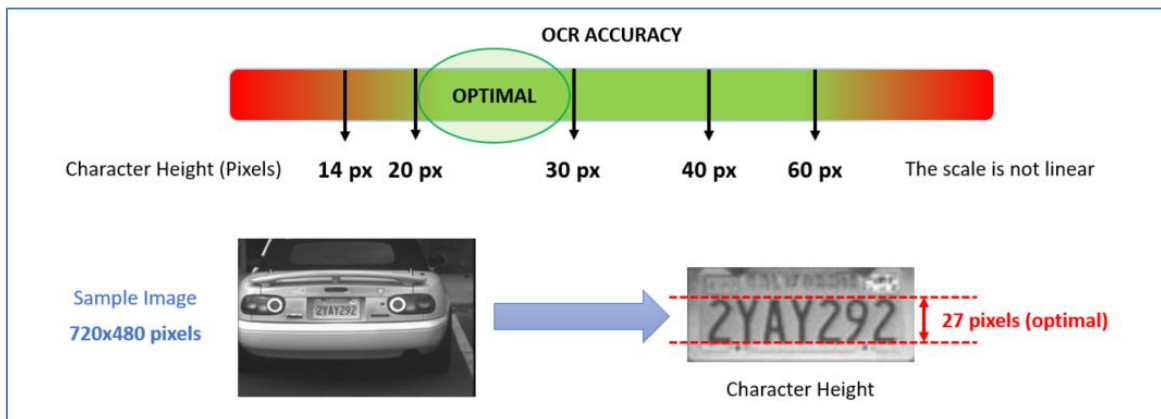 OCR ACCURACY
OPTIMAL
Character Height (Pixels) 14 px 20 px 30 px 40 px 60 px The scale is not linear
Sample Image
720x480 pixels
2YAY292
2YAY292
27 pixels (optimal)
Character Height